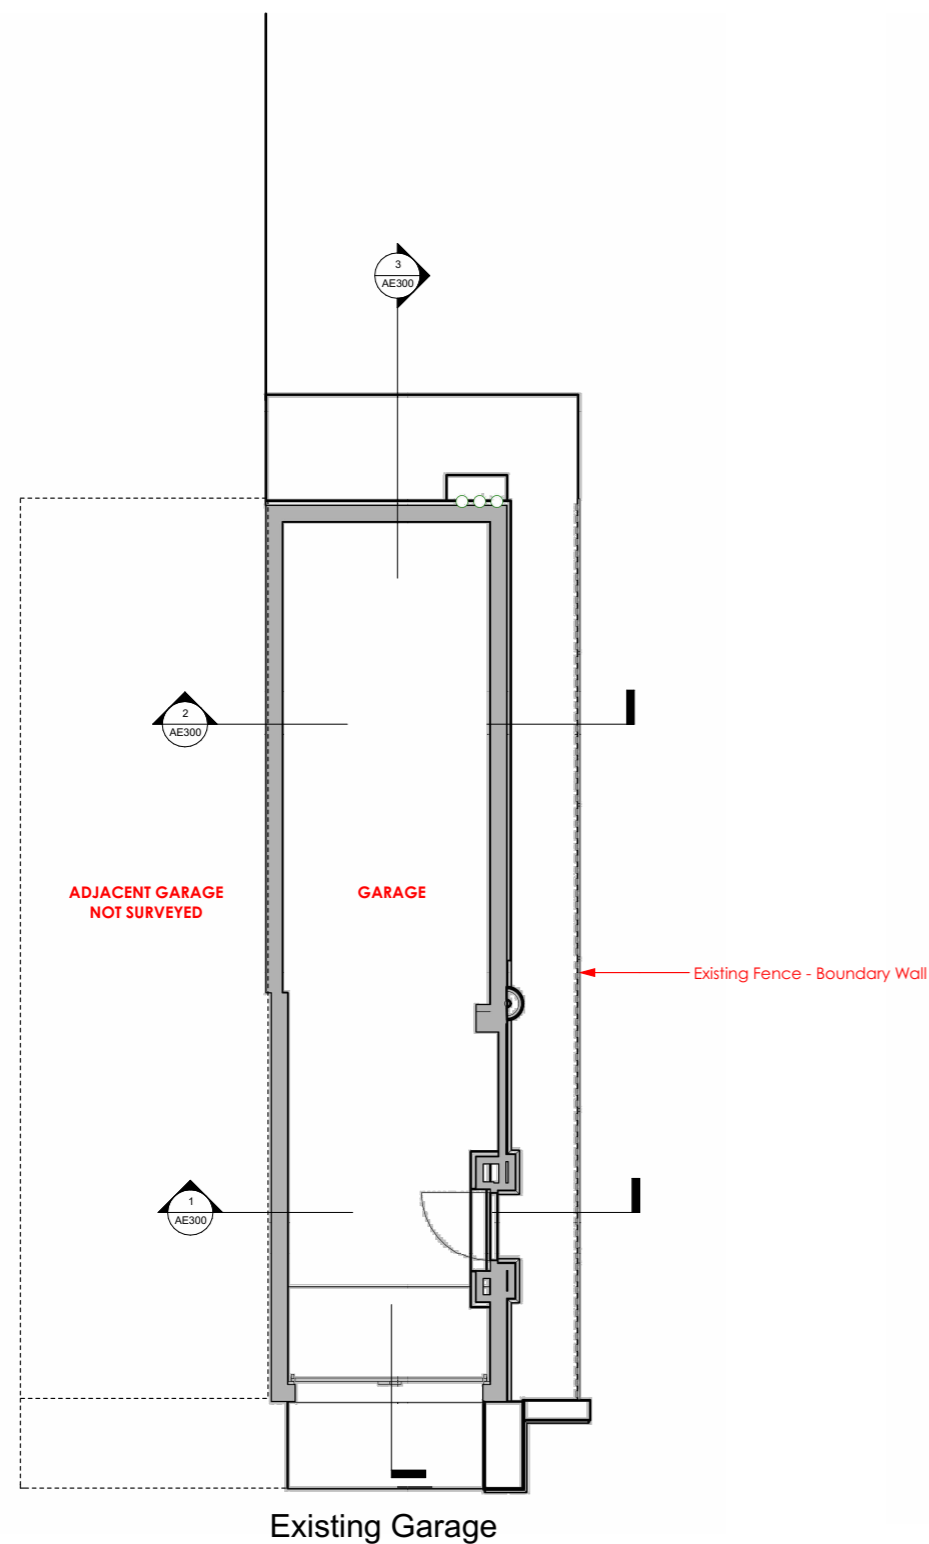 3
AE300
2
AE300
ADJACENT GARAGE
NOT SURVEYED
GARAGE
Existing Fence - Boundary Wall
1
AE300
Existing Garage